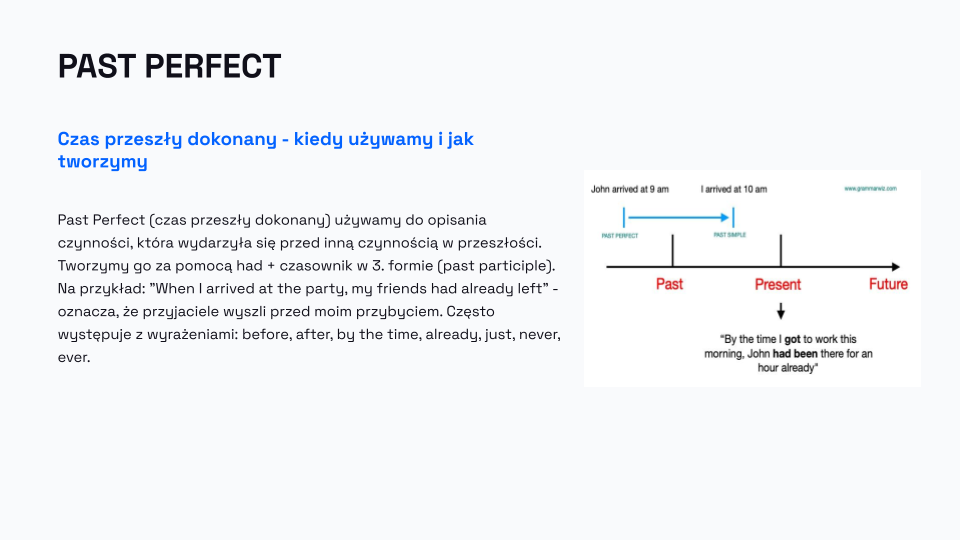 PAST PERFECT
Czas przeszły dokonany - kiedy używamy i jak
tworzymy
Past Perfect (czas przeszły dokonany) używamy do opisania
czynności, która wydarzyła się przed inną czynnością w przeszłości.
Tworzymy go za pomocą had + czasownik w 3. formie (past participle).
Na przykład: "When I arrived at the party, my friends had already left" -
oznacza, że przyjaciele wyszli przed moim przybyciem. Często
występuje z wyrażeniami: before, after, by the time, already, just, never,
ever.
John arrived at 9 am
I arrived at 10 am
www.grammarwiz.com
PAST PERFECT
PAST SIMPLE
Past
Present
Future
"By the time I got to work this
morning, John had been there for an
hour already"